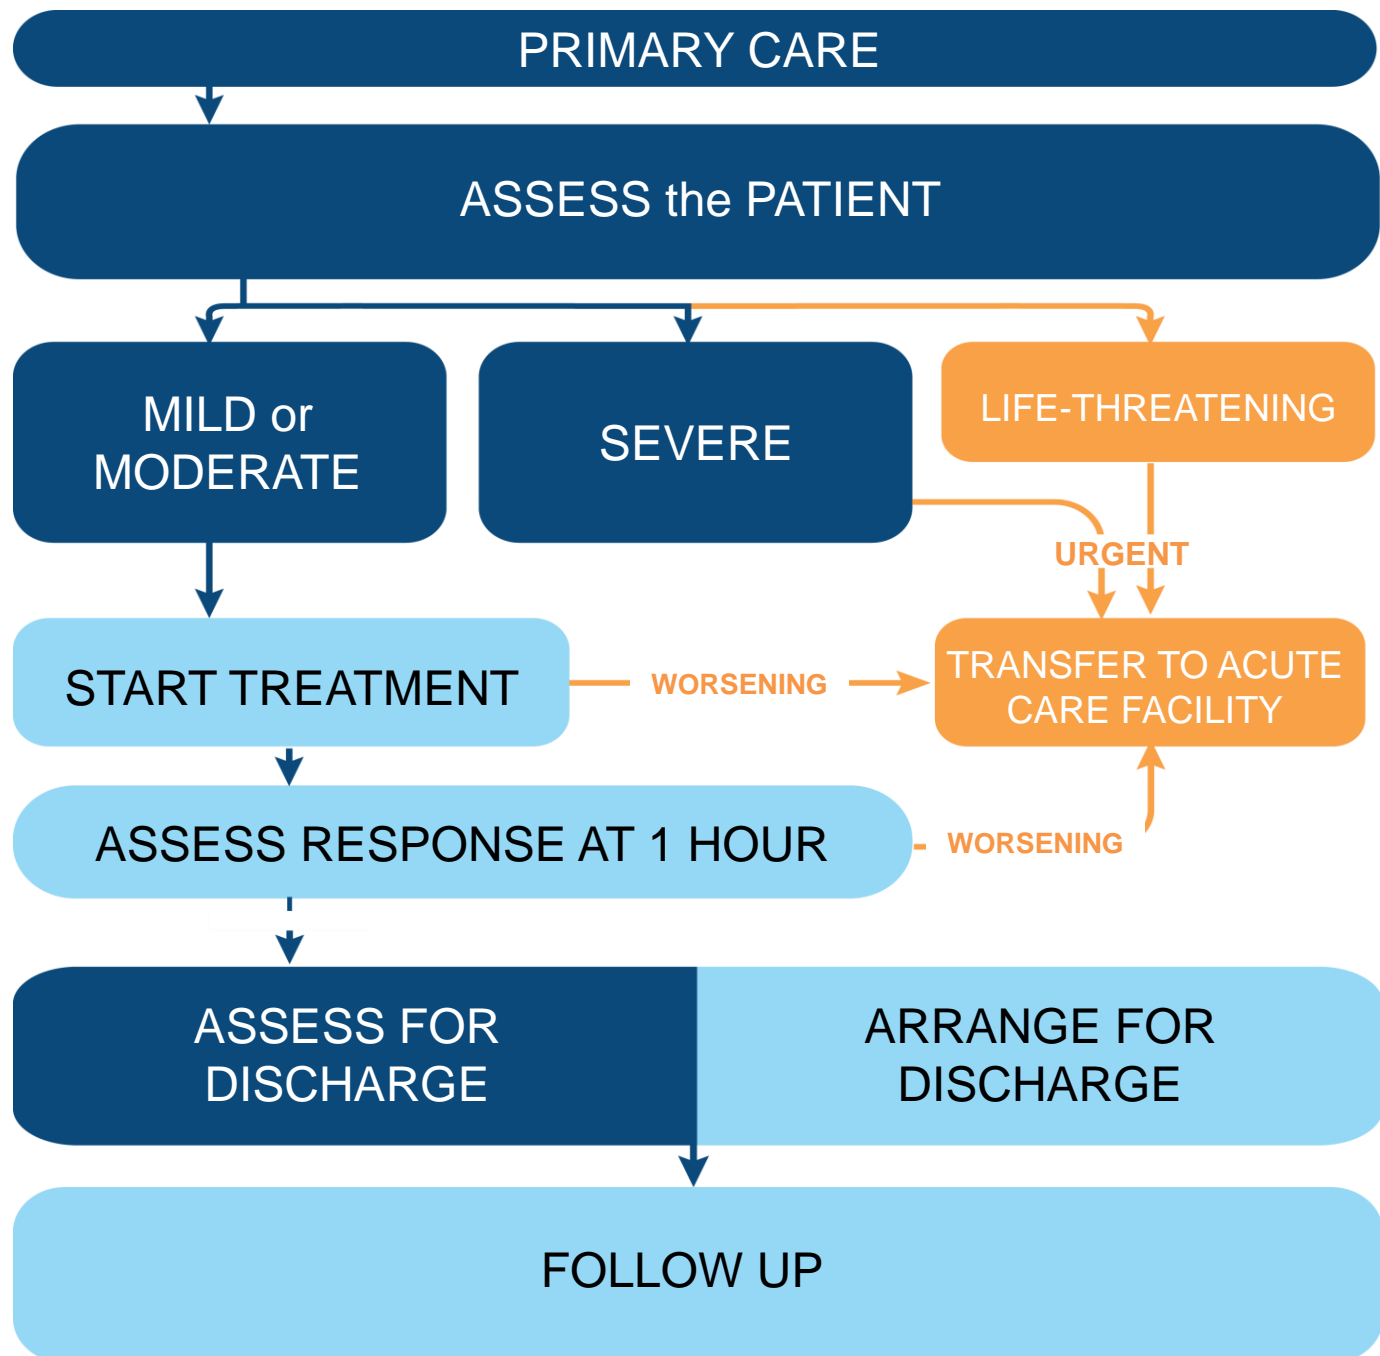 PRIMARY CARE
ASSESS the PATIENT
MILD or
MODERATE
SEVERE
LIFE-THREATENING
URGENT
START TREATMENT
WORSENING
TRANSFER TO ACUTE
CARE FACILITY
ASSESS RESPONSE AT 1 HOUR
WORSENING
ASSESS FOR
DISCHARGE
ARRANGE FOR
DISCHARGE
FOLLOW UP